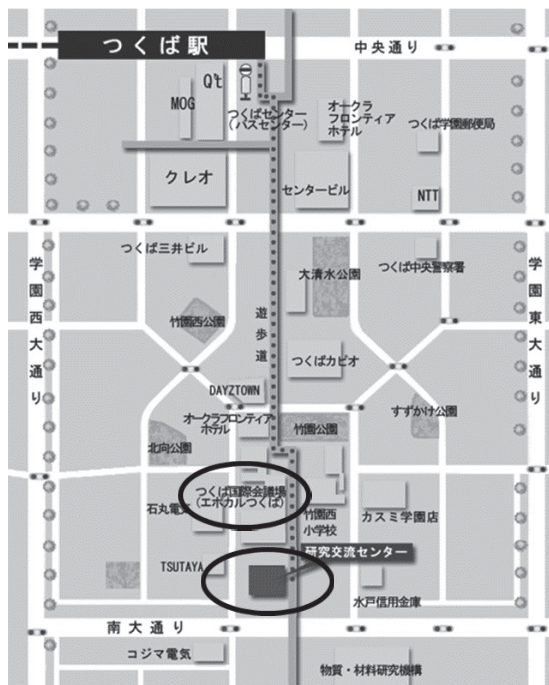 つくば駅
中央通り
Q't
MOG
つくばセンター
(バスセンター)
オークラ
フロンティア
ホテル
つくば学園郵便局
クレオ
センタービル
NTT
つくば三井ビル
大清水公園
つくば中央警察署
学園西大通り
学園東大通り
竹園西公園
遊歩道
つくばカピオ
DAYZTOWN
オークラフロンティア
ホテル
竹園公園
すずかけ公園
北向公園
つくば国際会議場
(エポカルつくば)
石丸電
竹園西
小学校
カスミ学園店
研究交流センター
TSUTAYA
水戸信用金庫
南大通り
コジマ電気
物質・材料研究機構